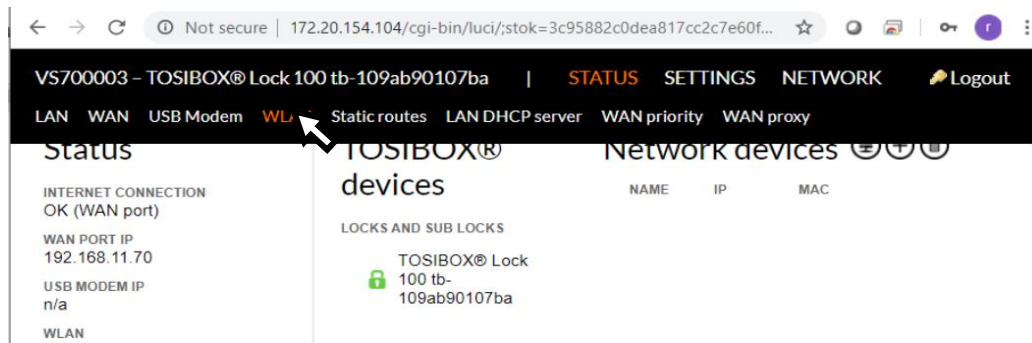 Not secure | 172.20.154.104/cgi-bin/luci/;stok=3c95882c0dea817cc2c7e60f...
r
VS700003 – TOSIBOX® Lock 100 tb-109ab90107ba | STATUS SETTINGS NETWORK Logout
LAN WAN USB Modem Static routes LAN DHCP server WAN priority WAN proxy
Status
TOSIBOX®
devices
Network devices
NAME IP MAC
INTERNET CONNECTION
OK (WAN port)
WAN PORT IP
192.168.11.70
USB MODEM IP
n/a
WLAN
LOCKS AND SUB LOCKS
TOSIBOX® Lock
100 tb-
109ab90107ba